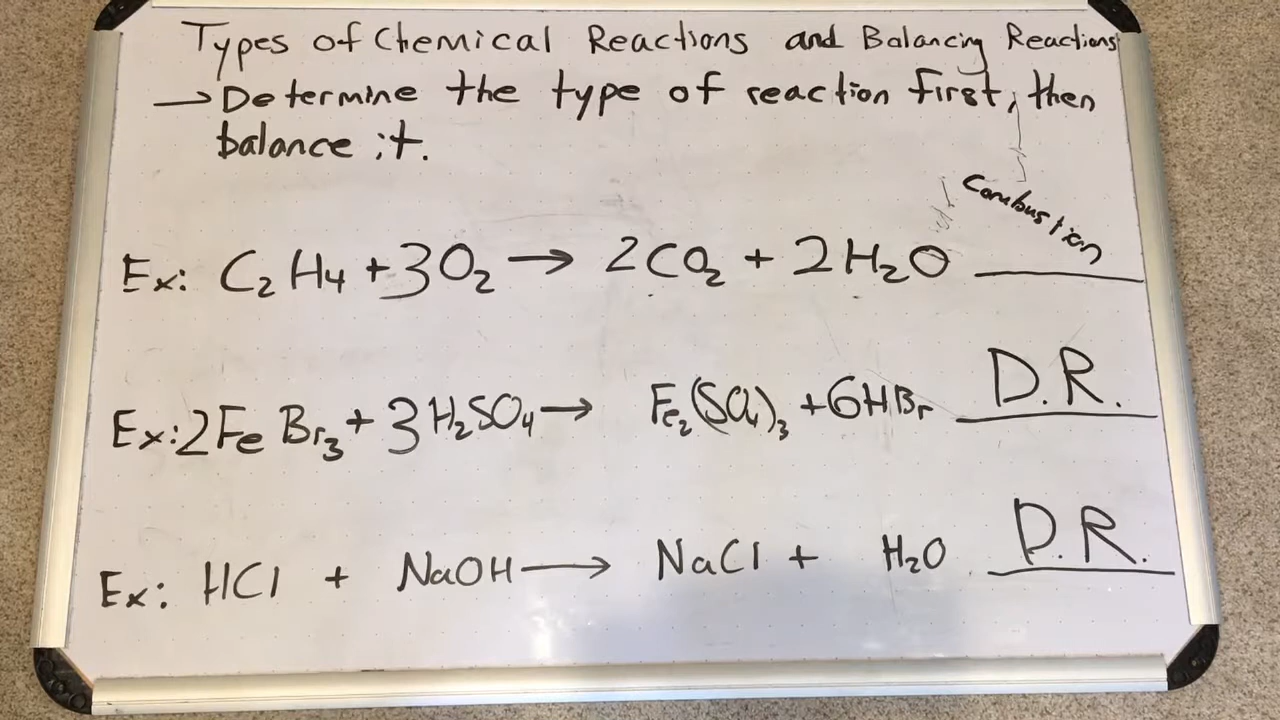 Types of Chemical Reactions and Balancing Reactions
→ Determine the type of reaction first, then
balance it.
Combustion
Ex: C₂H₄ + 3O₂ → 2CO₂ + 2H₂O
Ex: 2FeBr₃ + 3H₂SO₄ → Fe₂(SO₄)₃ + 6HBr D.R.
Ex: HCl + NaOH → NaCl + H₂O D.R.